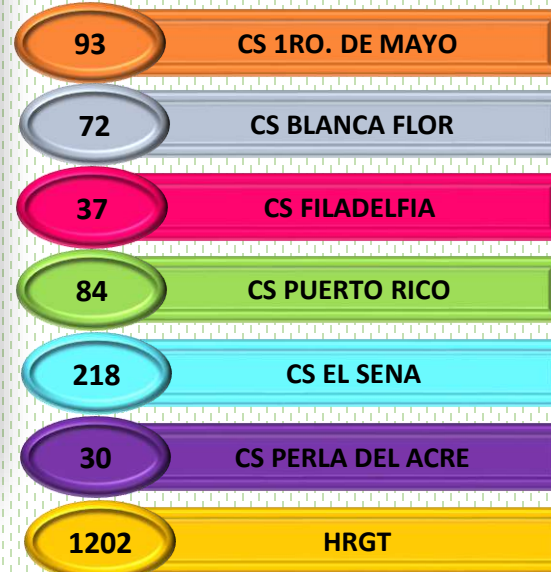 93 CS 1RO. DE MAYO
72 CS BLANCA FLOR
37 CS FILADELFIA
84 CS PUERTO RICO
218 CS EL SENA
30 CS PERLA DEL ACRE
1202 HRGT